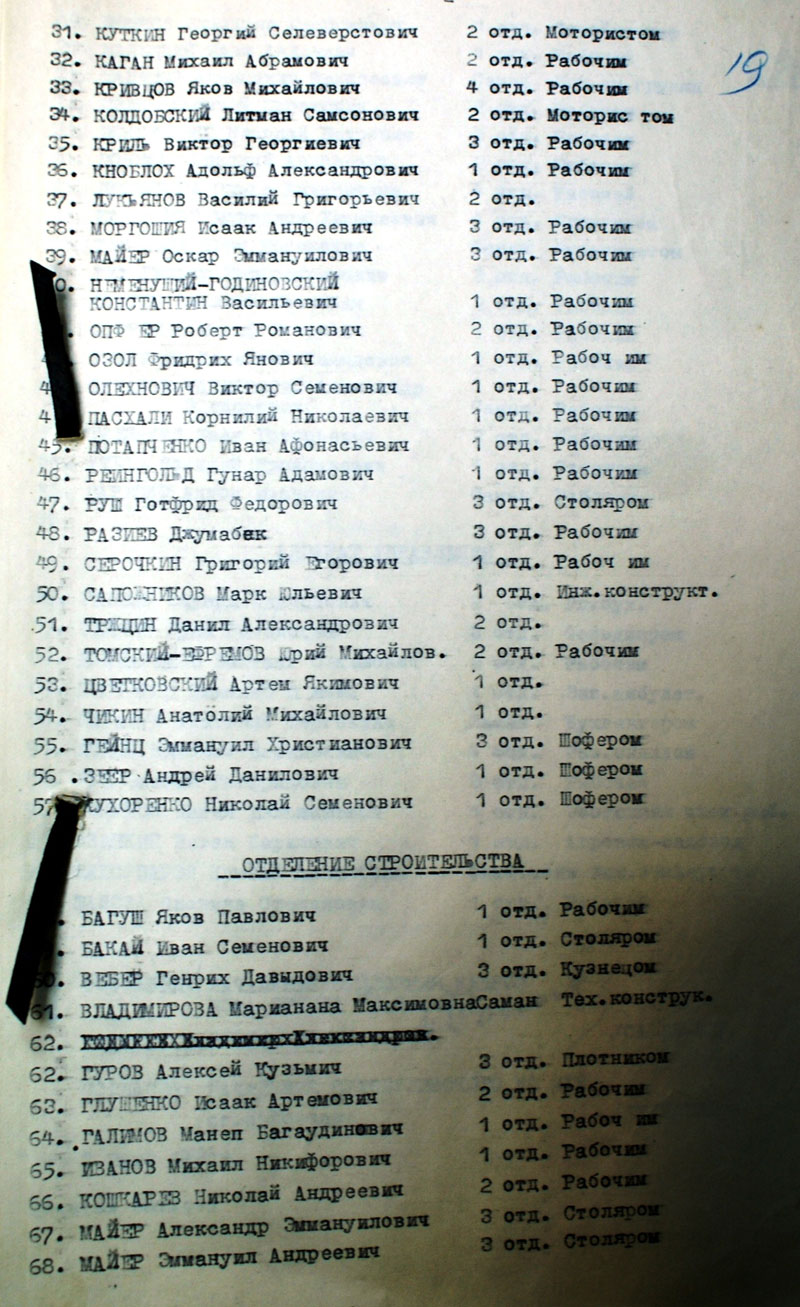 19
31. КУТКИН Георгий Селеверстович 2 отд. Мотористом
32. КАГАН Михаил Абрамович 2 отд. Рабочим
33. КРИВЦОВ Яков Михайлович 4 отд. Рабочим
34. КОЛДОБСКИЙ Литман Самсонович 2 отд. Моторис том
35. КРИЛЬ Виктор Георгиевич 3 отд. Рабочим
36. КНОБЛОХ Адольф Александрович 1 отд. Рабочим
37. ЛУКЬЯНОВ Василий Григорьевич 2 отд.
38. МОРГОШИЯ Исаак Андреевич 3 отд. Рабочим
39. МАЙЕР Оскар Эммануилович 3 отд. Рабочим
0. НЕМЕНУЩИЙ-ГОДИНОВСКИЙ
КОНСТАНТИН Васильевич 1 отд. Рабочим
ОПФ ЕР Роберт Романович 2 отд. Рабочим
ОЗОЛ Фридрих Янович 1 отд. Рабоч им
4 ОЛЕХНОВИЧ Виктор Семенович 1 отд. Рабочим
4 ПАСХАЛИ Корнилий Николаевич 1 отд. Рабочим
45. ПОТАПЧЕНКО Иван Афонасьевич 1 отд. Рабочим
46. РЕИНГОЛЬД Гунар Адамович 1 отд. Рабочим
47. РУШ Готфрид Федорович 3 отд. Столяром
48. РАЗИЕВ Джумабек 3 отд. Рабочим
49. СЕРОЧКИН Григорий Егорович 1 отд. Рабоч им
50. САПОЖНИКОВ Марк Юльевич 1 отд. Инж.конструкт.
51. Данил Александрович 2 отд.
52. ТОМСКИЙ-ЕФРЕМОВ Юрий Михайлов. 2 отд. Рабочим
53. ЦВЕТКОВСКИЙ Артем Якимович 1 отд.
54. ЧИКИН Анатолий Михайлович 1 отд.
55. ГЕЙНЦ Эммануил Христианович 3 отд. Шофером
56 . ЗЕЕР Андрей Данилович 1 отд. Шофером
57 КУХОРЕНКО Николай Семенович 1 отд. Шофером
ОТДЕЛЕНИЕ СТРОИТЕЛЬСТВА
. БАГУШ Яков Павлович 1 отд. Рабочим
. БАКАЙ Иван Семенович 1 отд. Столяром
60. ВЕБЕР Генрих Давыдович 3 отд. Кузнецом
61. ВЛАДИМИРОВА Марианана МаксимовнаСаман Тех.конструк.
62.
62. ГУРОВ Алексей Кузьмич 3 отд. Плотником
63. ГЛУЩЕНКО Исаак Артемович 2 отд. Рабочим
64. ГАЛИМОВ Манеп Багаудинович 1 отд. Рабоч им
65. ИВАНОВ Михаил Никифорович 1 отд. Рабочим
66. КОШКАРЕВ Николай Андреевич 2 отд. Рабочим
67. МАЙЕР Александр Эммануилович 3 отд. Столяром
68. МАЙЕР Эммануил Андреевич 3 отд. Столяром